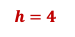 h = 4